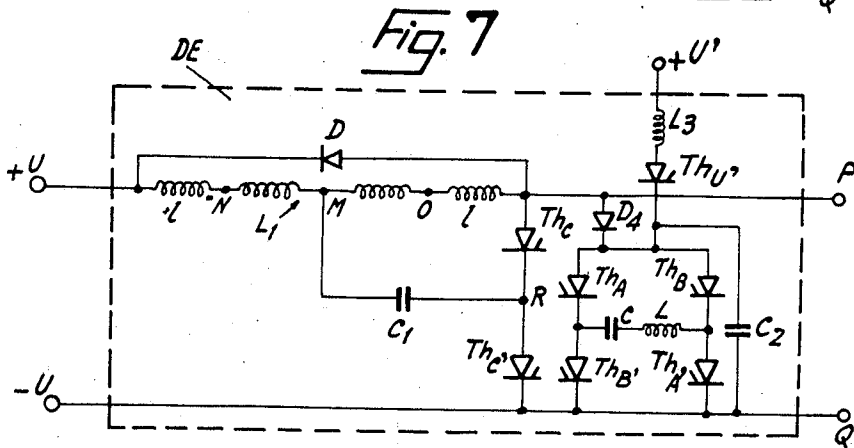 Q
Fig. 7
DE
+U'
L3
D
ThU'
+U
P
l
N
L1
M
O
l
ThC
D4
ThA
ThB
R
C1
C
L
C2
ThC'
ThB'
ThA'
-U
Q